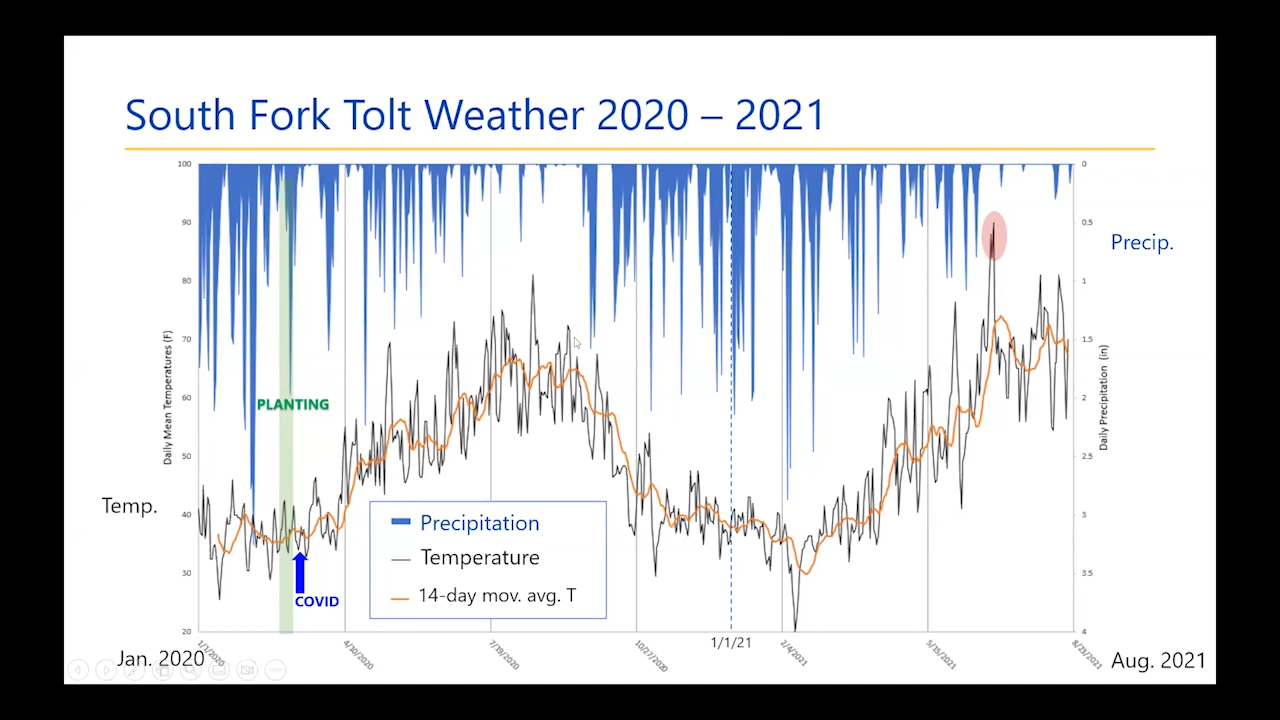 South Fork Tolt Weather 2020 – 2021
100
90
80
70
60
50
40
30
20
Daily Mean Temperatures (F)
Temp.
0
0.5
1
1.5
2
2.5
3
3.5
4
Daily Precipitation (in)
Precip.
PLANTING
COVID
Precipitation
Temperature
14-day mov. avg. T
1/1/2020
4/10/2020
7/19/2020
10/27/2020
1/1/21
2/4/2021
5/15/2021
8/23/2021
Jan. 2020
Aug. 2021